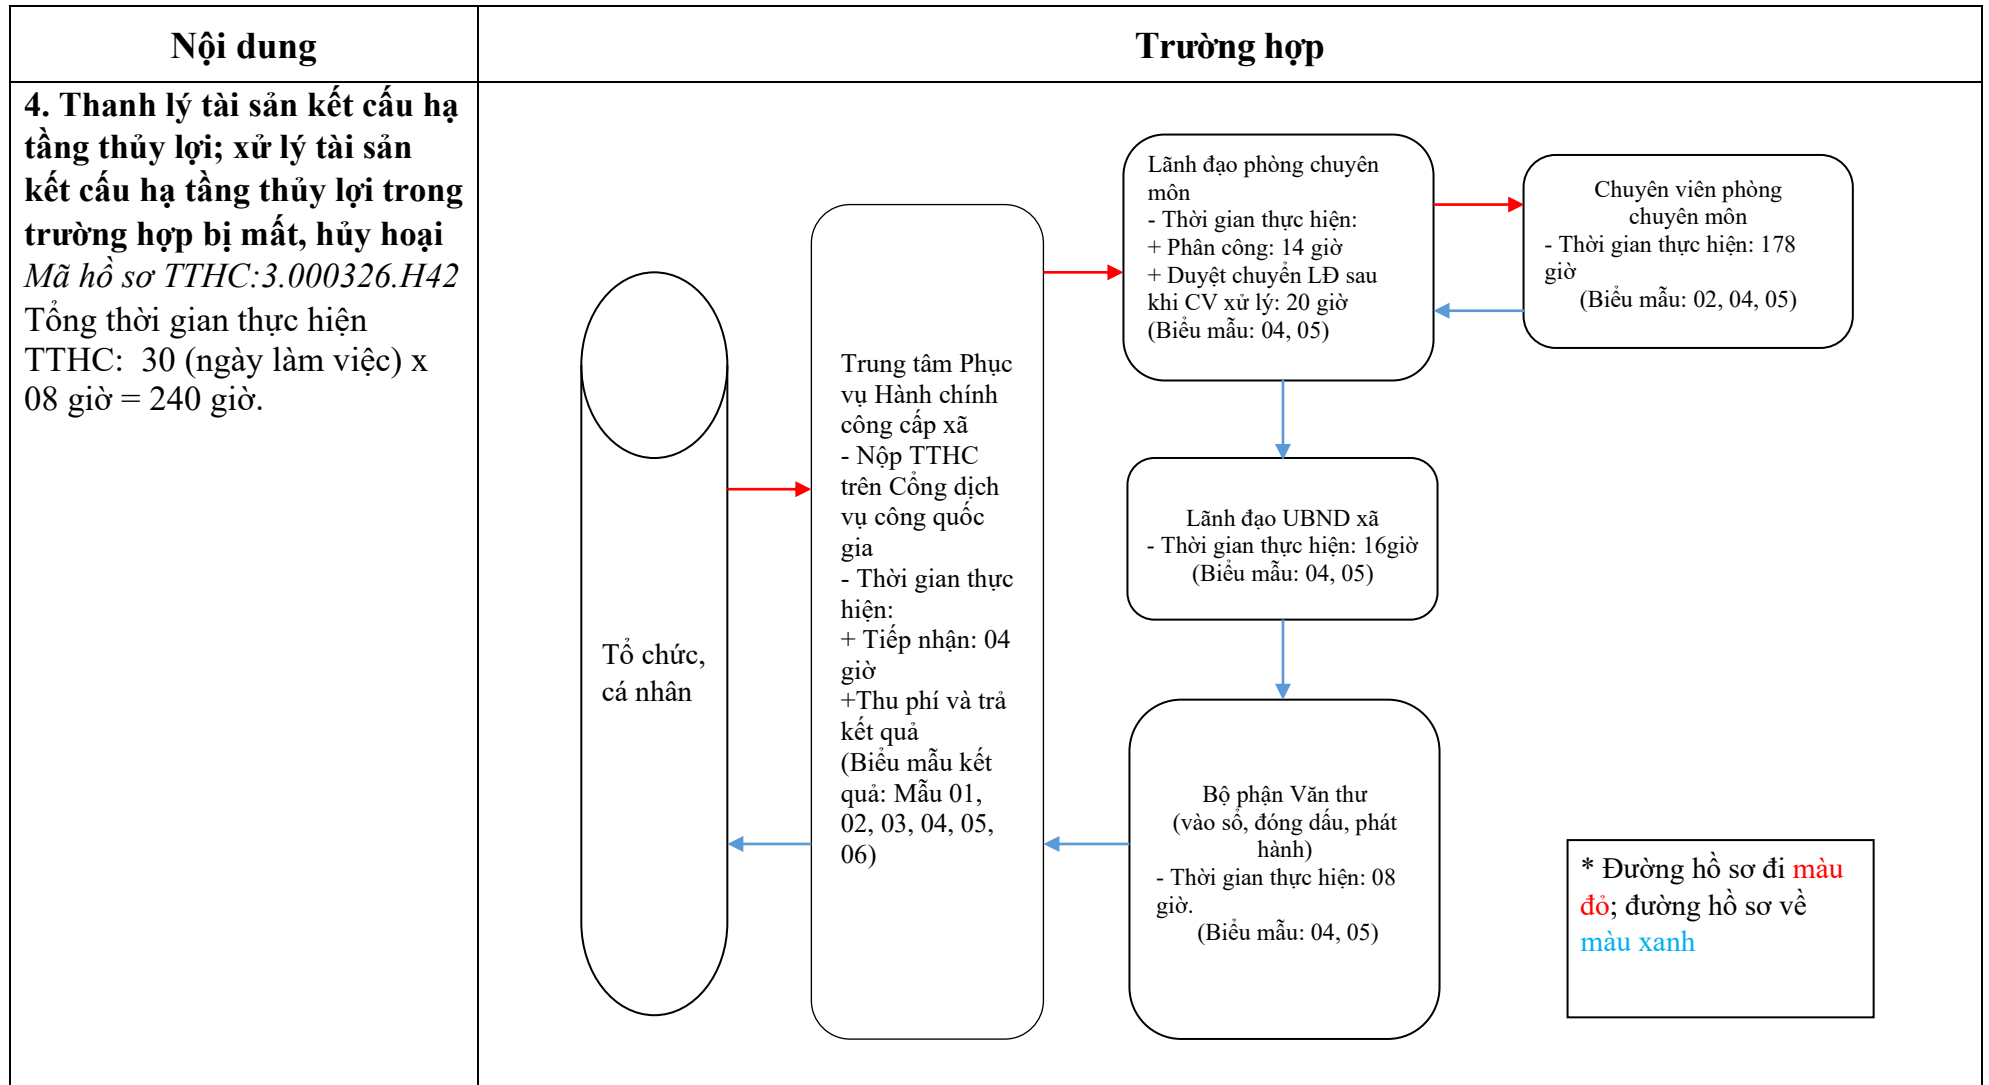 Nội dung
Trường hợp
4. Thanh lý tài sản kết cấu hạ
tầng thủy lợi; xử lý tài sản
kết cấu hạ tầng thủy lợi trong
trường hợp bị mất, hủy hoại
Mã hồ sơ TTHC:3.000326.H42
Tổng thời gian thực hiện
TTHC: 30 (ngày làm việc) x
08 giờ = 240 giờ.
Tổ chức,
cá nhân
Trung tâm Phục
vụ Hành chính
công cấp xã
- Nộp TTHC
trên Cổng dịch
vụ công quốc
gia
- Thời gian thực
hiện:
+ Tiếp nhận: 04
giờ
+Thu phí và trả
kết quả
(Biểu mẫu kết
quả: Mẫu 01,
02, 03, 04, 05,
06)
Lãnh đạo phòng chuyên
môn
- Thời gian thực hiện:
+ Phân công: 14 giờ
+ Duyệt chuyển LĐ sau
khi CV xử lý: 20 giờ
(Biểu mẫu: 04, 05)
Chuyên viên phòng
chuyên môn
- Thời gian thực hiện: 178
giờ
(Biểu mẫu: 02, 04, 05)
Lãnh đạo UBND xã
- Thời gian thực hiện: 16giờ
(Biểu mẫu: 04, 05)
Bộ phận Văn thư
(vào sổ, đóng dấu, phát
hành)
- Thời gian thực hiện: 08
giờ.
(Biểu mẫu: 04, 05)
* Đường hồ sơ đi màu
đỏ; đường hồ sơ về
màu xanh